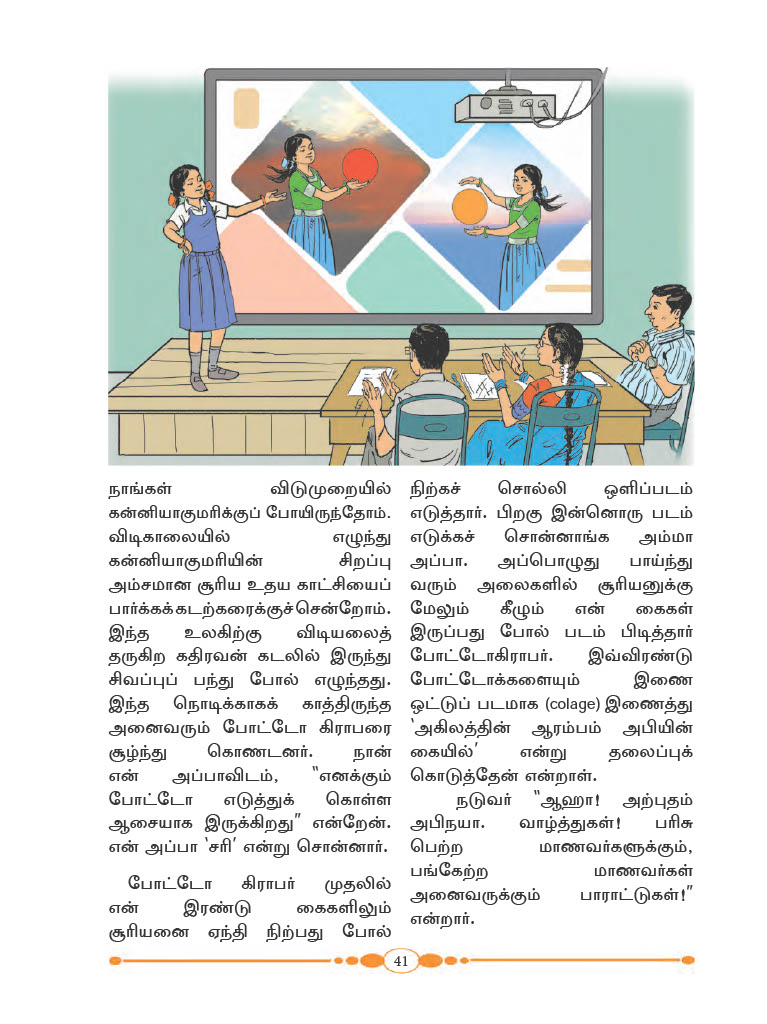 நாங்கள் விடுமுறையில்
கன்னியாகுமரிக்குப் போயிருந்தோம்.
விடிகாலையில் எழுந்து
கன்னியாகுமரியின் சிறப்பு
அம்சமான சூரிய உதய காட்சியைப்
பார்க்கக்கடற்கரைக்குச்சென்றோம்.
இந்த உலகிற்கு விடியலைத்
தருகிற கதிரவன் கடலில் இருந்து
சிவப்புப் பந்து போல் எழுந்தது.
இந்த நொடிக்காகக் காத்திருந்த
அனைவரும் போட்டோ கிராபரை
சூழ்ந்து கொணடனர். நான்
என் அப்பாவிடம், “எனக்கும்
போட்டோ எடுத்துக் கொள்ள
ஆசையாக இருக்கிறது” என்றேன்.
என் அப்பா ‘சரி’ என்று சொன்னார்.
போட்டோ கிராபர் முதலில்
என் இரண்டு கைகளிலும்
சூரியனை ஏந்தி நிற்பது போல்
நிற்கச் சொல்லி ஒளிப்படம்
எடுத்தார். பிறகு இன்னொரு படம்
எடுக்கச் சொன்னாங்க அம்மா
அப்பா. அப்பொழுது பாய்ந்து
வரும் அலைகளில் சூரியனுக்கு
மேலும் கீழும் என் கைகள்
இருப்பது போல் படம் பிடித்தார்
போட்டோகிராபர். இவ்விரண்டு
போட்டோக்களையும் இணை
ஒட்டுப் படமாக (colage) இணைத்து
‘அகிலத்தின் ஆரம்பம் அபியின்
கையில்’ என்று தலைப்புக்
கொடுத்தேன் என்றாள்.
நடுவர் “ஆஹா! அற்புதம்
அபிநயா. வாழ்த்துகள்! பரிசு
பெற்ற மாணவர்களுக்கும்,
பங்கேற்ற மாணவர்கள்
அனைவருக்கும் பாராட்டுகள்!”
என்றார்.
41